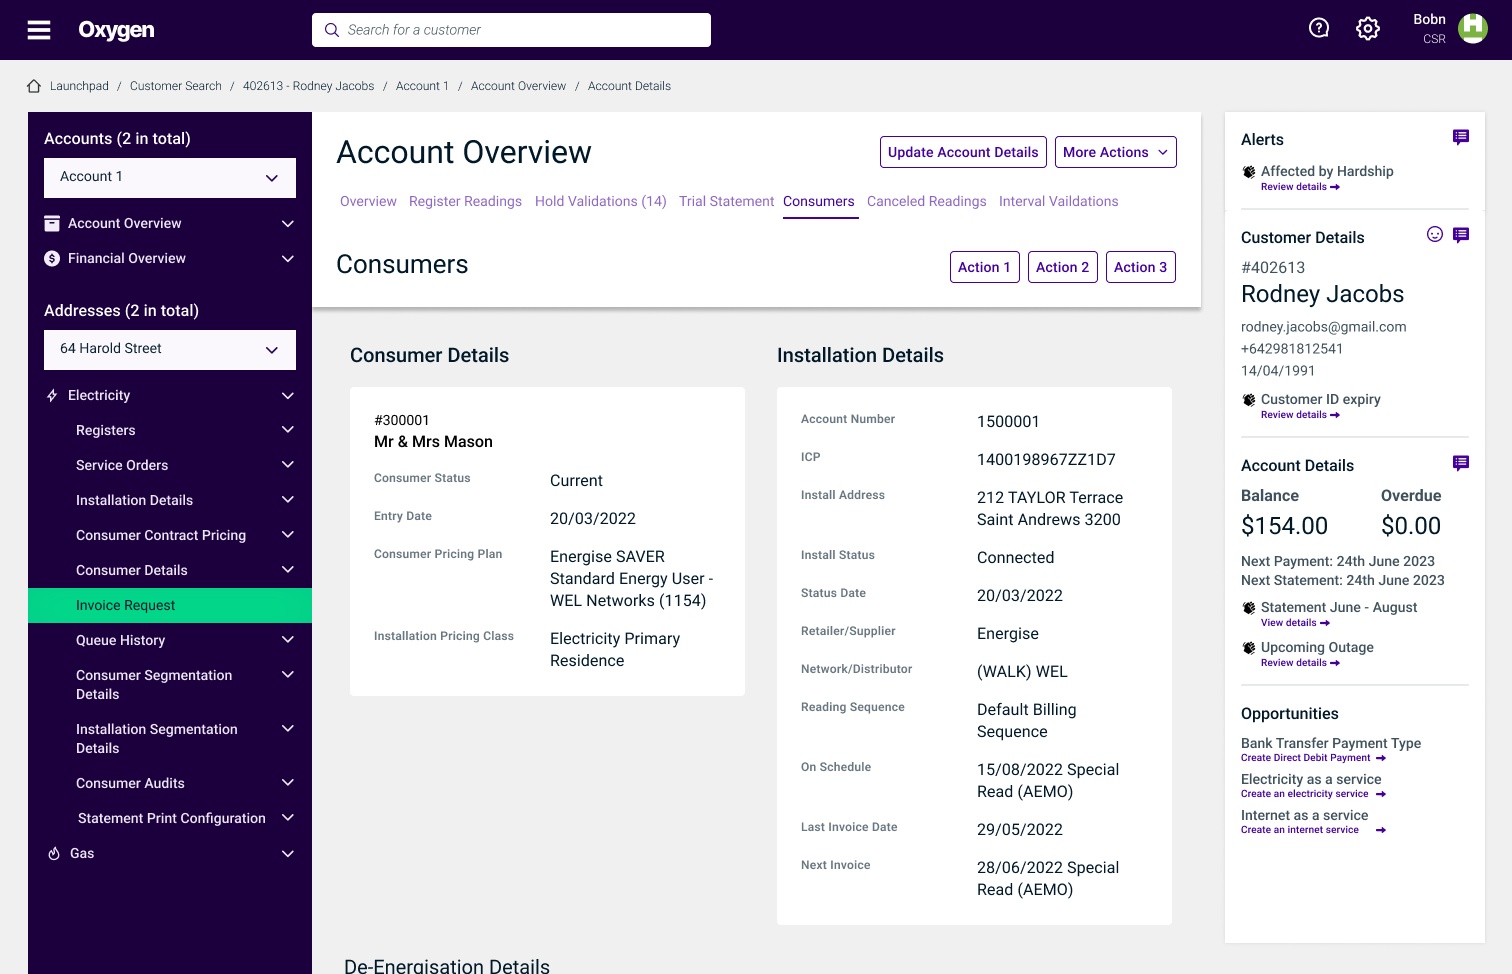 Oxygen
Search for a customer
Bobn
CSR
Launchpad / Customer Search / 402613 - Rodney Jacobs / Account 1 / Account Overview / Account Details
Accounts (2 in total)
Account 1
Account Overview
Financial Overview
Addresses (2 in total)
64 Harold Street
Electricity
Registers
Service Orders
Installation Details
Consumer Contract Pricing
Consumer Details
Invoice Request
Queue History
Consumer Segmentation
Details
Installation Segmentation
Details
Consumer Audits
Statement Print Configuration
Gas
Account Overview
Update Account Details
More Actions
Overview Register Readings Hold Validations (14) Trial Statement Consumers Canceled Readings Interval Vaildations
Consumers
Action 1
Action 2
Action 3
Consumer Details
#300001
Mr & Mrs Mason
Consumer Status Current
Entry Date 20/03/2022
Consumer Pricing Plan Energise SAVER
Standard Energy User -
WEL Networks (1154)
Installation Pricing Class Electricity Primary
Residence
Installation Details
Account Number 1500001
ICP 1400198967ZZ1D7
Install Address 212 TAYLOR Terrace
Saint Andrews 3200
Install Status Connected
Status Date 20/03/2022
Retailer/Supplier Energise
Network/Distributor (WALK) WEL
Reading Sequence Default Billing
Sequence
On Schedule 15/08/2022 Special
Read (AEMO)
Last Invoice Date 29/05/2022
Next Invoice 28/06/2022 Special
Read (AEMO)
De-Energisation Details
Alerts
Affected by Hardship
Review details
Customer Details
#402613
Rodney Jacobs
rodney.jacobs@gmail.com
+642981812541
14/04/1991
Customer ID expiry
Review details
Account Details
Balance Overdue
$154.00 $0.00
Next Payment: 24th June 2023
Next Statement: 24th June 2023
Statement June - August
View details
Upcoming Outage
Review details
Opportunities
Bank Transfer Payment Type
Create Direct Debit Payment
Electricity as a service
Create an electricity service
Internet as a service
Create an internet service